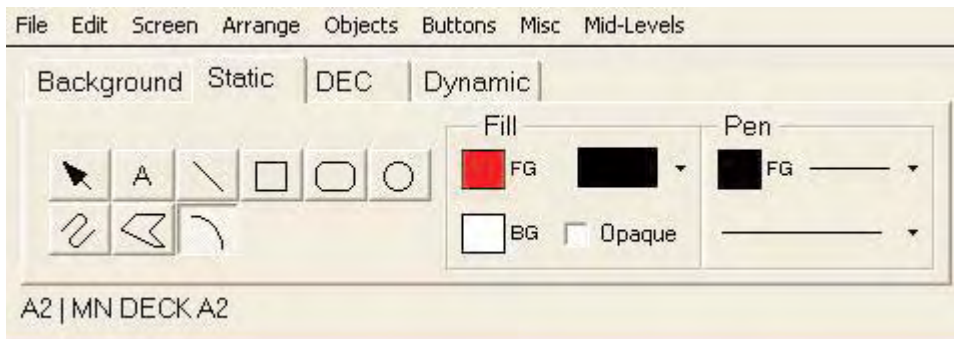 File Edit Screen Arrange Objects Buttons Misc Mid-Levels
Background Static DEC Dynamic
Fill Pen
A FG FG
BG Opaque
A2 | MN DECK A2